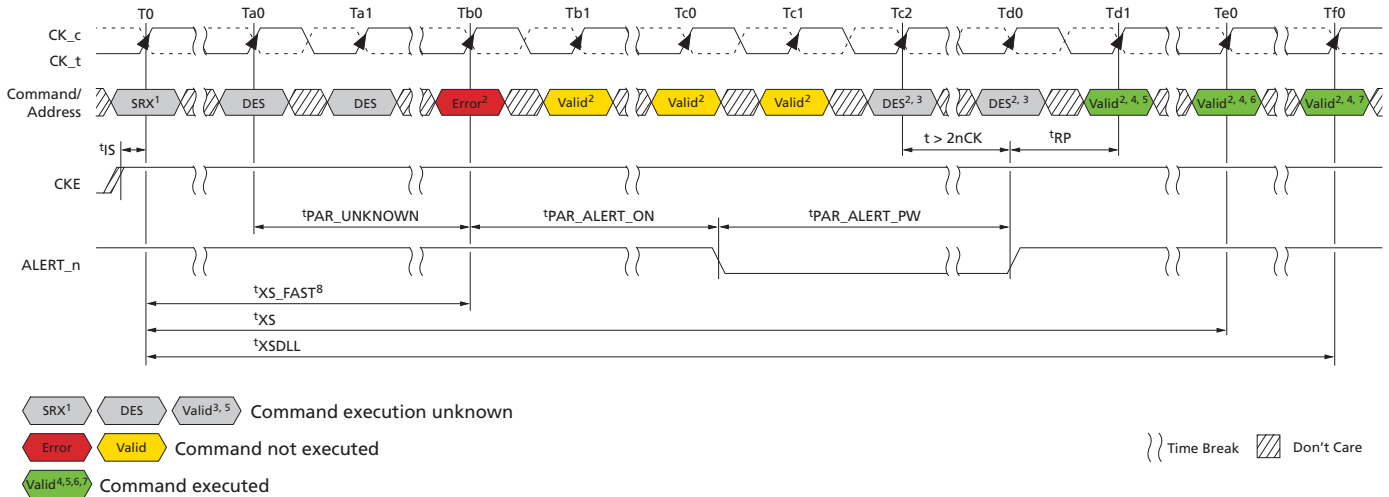 T0 Ta0 Ta1 Tb0 Tb1 Tc0 Tc1 Tc2 Td0 Td1 Te0 Tf0
CK_c
CK_t
Command/
Address
SRX¹ DES DES Error² Valid² Valid² Valid² DES²,³ DES²,³ Valid²,⁴,⁵ Valid²,⁴,⁶ Valid²,⁴,⁷
t > 2nCK ᵗRP
ᵗIS
CKE
ᵗPAR_UNKNOWN ᵗPAR_ALERT_ON ᵗPAR_ALERT_PW
ALERT_n
ᵗXS_FAST⁸
ᵗXS
ᵗXSDLL
SRX¹ DES Valid³,⁵ Command execution unknown
Error Valid Command not executed
Time Break Don't Care
Valid⁴,⁵,⁶,⁷ Command executed